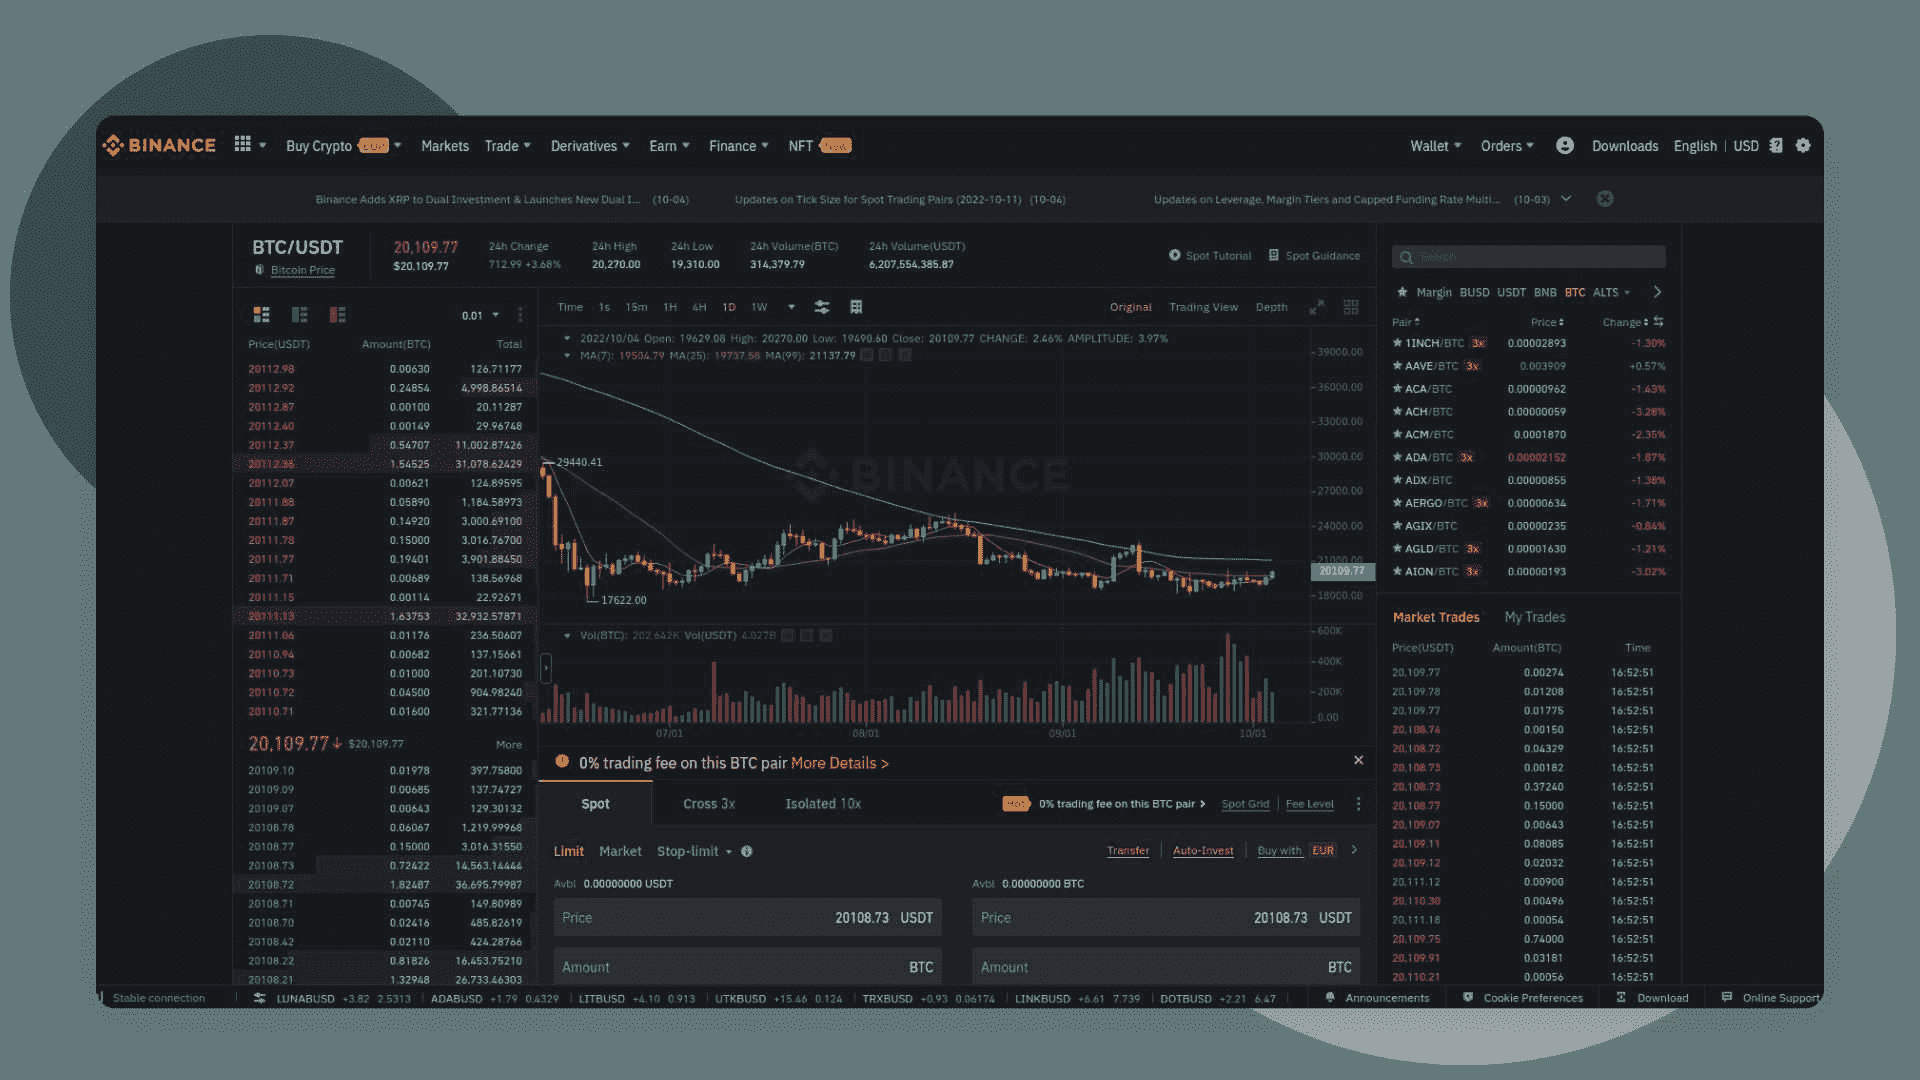 BINANCE Buy Crypto EUR Markets Trade Derivatives Earn Finance NFT New Wallet Orders Downloads English | USD
Binance Adds XRP to Dual Investment & Launches New Dual I... (10-04) Updates on Tick Size for Spot Trading Pairs (2022-10-11) (10-04) Updates on Leverage, Margin Tiers and Capped Funding Rate Multi... (10-03)
BTC/USDT
Bitcoin Price
20,109.77
$20,109.77
24h Change
712.99 +3.68%
24h High
20,270.00
24h Low
19,310.00
24h Volume(BTC)
314,379.79
24h Volume(USDT)
6,207,554,385.87
Spot Tutorial Spot Guidance
0.01
Price(USDT) Amount(BTC) Total
20112.98 0.00630 126.71177
20112.92 0.24854 4,998.86514
20112.87 0.00100 20.11287
20112.40 0.00149 29.96748
20112.37 0.54707 11,002.87426
20112.36 1.54525 31,078.62429
20112.07 0.00621 124.89595
20111.88 0.05890 1,184.58973
20111.87 0.14920 3,000.69100
20111.78 0.15000 3,016.76700
20111.77 0.19401 3,901.88450
20111.71 0.00689 138.56968
20111.15 0.00114 22.92671
20111.13 1.63753 32,932.57871
20111.06 0.01176 236.50607
20110.94 0.00682 137.15661
20110.73 0.01000 201.10730
20110.72 0.04500 904.98240
20110.71 0.01600 321.77136
20,109.77↓ $20,109.77 More
20109.10 0.01978 397.75800
20109.09 0.00685 137.74727
20109.07 0.00643 129.30132
20108.78 0.06067 1,219.99968
20108.77 0.15000 3,016.31550
20108.73 0.72422 14,563.14444
20108.72 1.82487 36,695.79987
20108.71 0.00745 149.80989
20108.70 0.02416 485.82619
20108.42 0.02110 424.28766
20108.22 0.81826 16,453.75210
20108.21 1.32948 26,733.46303
Time 1s 15m 1H 4H 1D 1W Original Trading View Depth
2022/10/04 Open: 19629.08 High: 20270.00 Low: 19490.60 Close: 20109.77 CHANGE: 2.46% AMPLITUDE: 3.97%
MA(7): 19504.79 MA(25): 19737.58 MA(99): 21137.79
39000.00
36000.00
33000.00
30000.00
27000.00
24000.00
21000.00
20109.77
18000.00
29440.41
BINANCE
17622.00
Vol(BTC): 202.642K Vol(USDT) 4.027B
600K
400K
200K
0.00
07/01 08/01 09/01 10/01
0% trading fee on this BTC pair More Details >
Spot Cross 3x Isolated 10x Hot 0% trading fee on this BTC pair > Spot Grid Fee Level
Limit Market Stop-limit Transfer Auto-Invest Buy with EUR
Avbl 0.00000000 USDT Avbl 0.00000000 BTC
Price 20108.73 USDT Price 20108.73 USDT
Amount BTC Amount BTC
Search
Margin BUSD USDT BNB BTC ALTS
Pair Price Change
1INCH/BTC 3x 0.00002893 -1.30%
AAVE/BTC 3x 0.003909 +0.57%
ACA/BTC 0.00000962 -1.43%
ACH/BTC 0.00000059 -3.28%
ACM/BTC 0.0001870 -2.35%
ADA/BTC 3x 0.00002152 -1.87%
ADX/BTC 0.00000855 -1.38%
AERGO/BTC 3x 0.00000634 -1.71%
AGIX/BTC 0.00000235 -0.84%
AGLD/BTC 3x 0.00001630 -1.21%
AION/BTC 3x 0.00000193 -3.02%
Market Trades My Trades
Price(USDT) Amount(BTC) Time
20,109.77 0.00274 16:52:51
20,109.78 0.01208 16:52:51
20,109.77 0.01775 16:52:51
20,108.74 0.00150 16:52:51
20,108.72 0.04329 16:52:51
20,108.73 0.00182 16:52:51
20,108.73 0.37240 16:52:51
20,108.77 0.15000 16:52:51
20,109.07 0.00643 16:52:51
20,109.11 0.08085 16:52:51
20,109.12 0.02032 16:52:51
20,111.12 0.00900 16:52:51
20,110.30 0.00496 16:52:51
20,111.18 0.00054 16:52:51
20,109.75 0.74000 16:52:51
20,109.91 0.03181 16:52:51
20,110.21 0.00056 16:52:51
Stable connection LUNABUSD +3.82 2.5313 ADABUSD +1.79 0.4329 LITBUSD +4.10 0.913 UTKBUSD +15.46 0.124 TRXBUSD +0.93 0.06174 LINKBUSD +6.61 7.739 DOTBUSD +2.21 6.47 Announcements Cookie Preferences Download Online Support